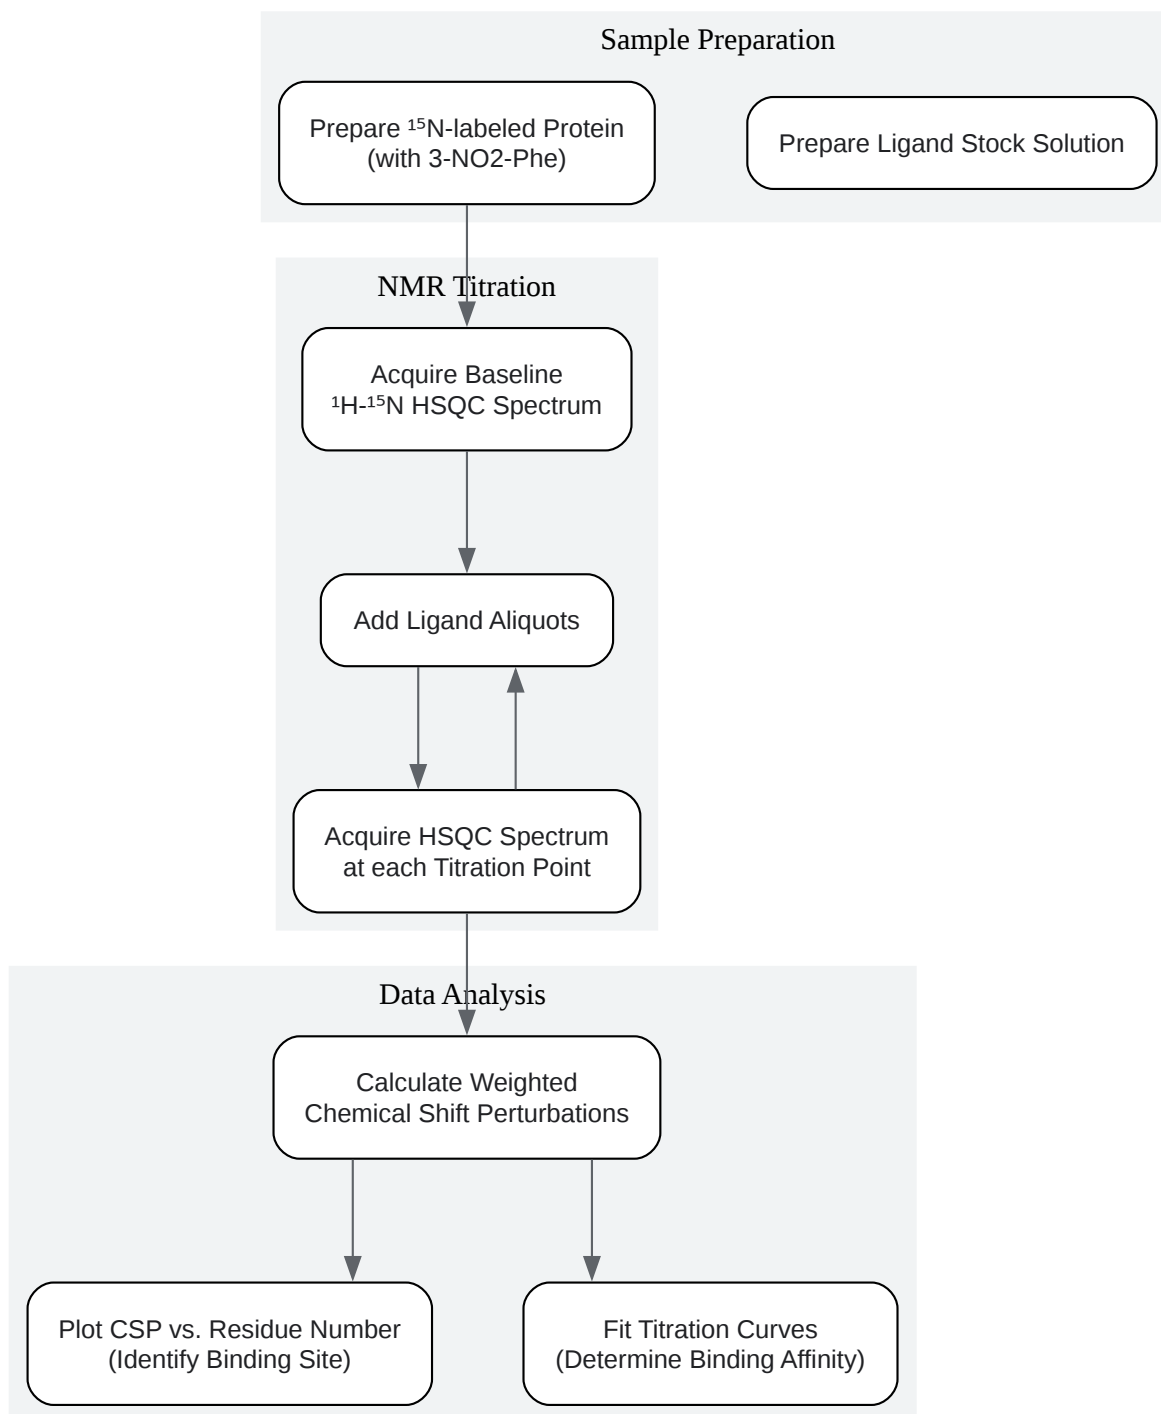 Sample Preparation
Prepare ¹⁵N-labeled Protein
(with 3-NO2-Phe)
Prepare Ligand Stock Solution
NMR Titration
Acquire Baseline
¹H-¹⁵N HSQC Spectrum
Add Ligand Aliquots
Acquire HSQC Spectrum
at each Titration Point
Data Analysis
Calculate Weighted
Chemical Shift Perturbations
Plot CSP vs. Residue Number
(Identify Binding Site)
Fit Titration Curves
(Determine Binding Affinity)